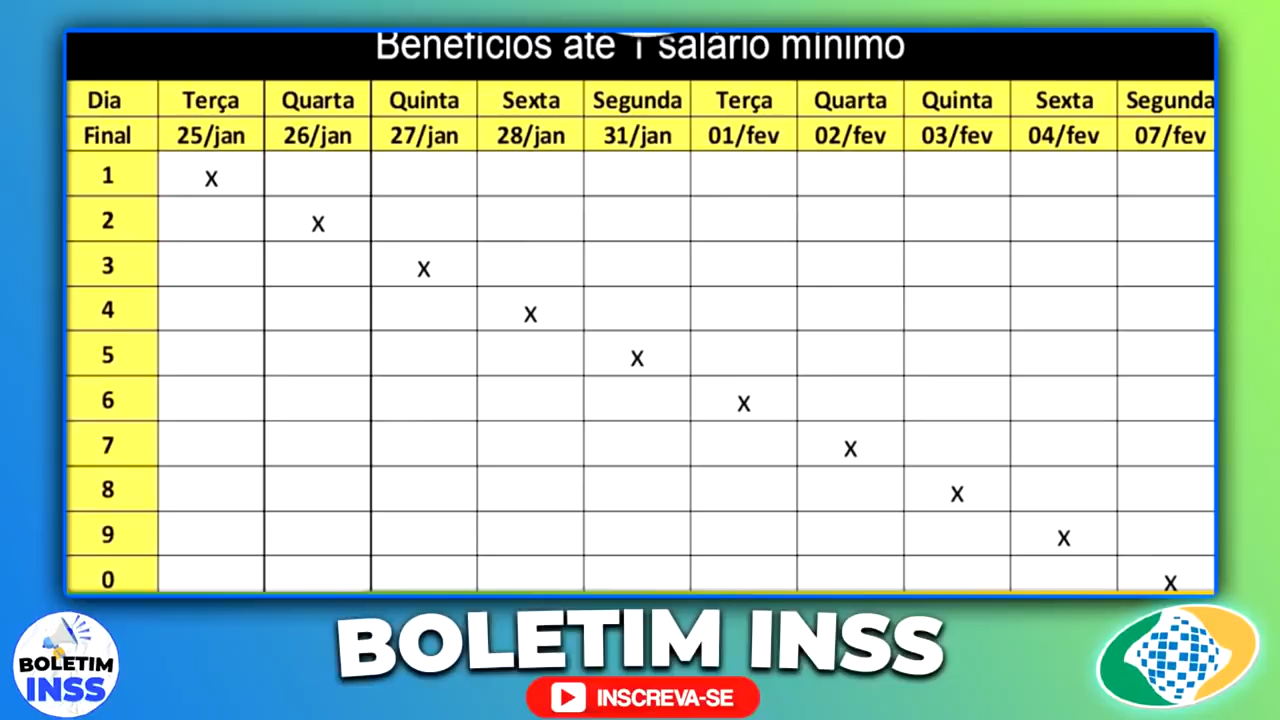 Benefícios até 1 salário mínimo
Dia Terça Quarta Quinta Sexta Segunda Terça Quarta Quinta Sexta Segunda
Final 25/jan 26/jan 27/jan 28/jan 31/jan 01/fev 02/fev 03/fev 04/fev 07/fev
1 x
2 x
3 x
4 x
5 x
6 x
7 x
8 x
9 x
0 x
BOLETIM INSS
INSCREVA-SE
BOLETIM
INSS